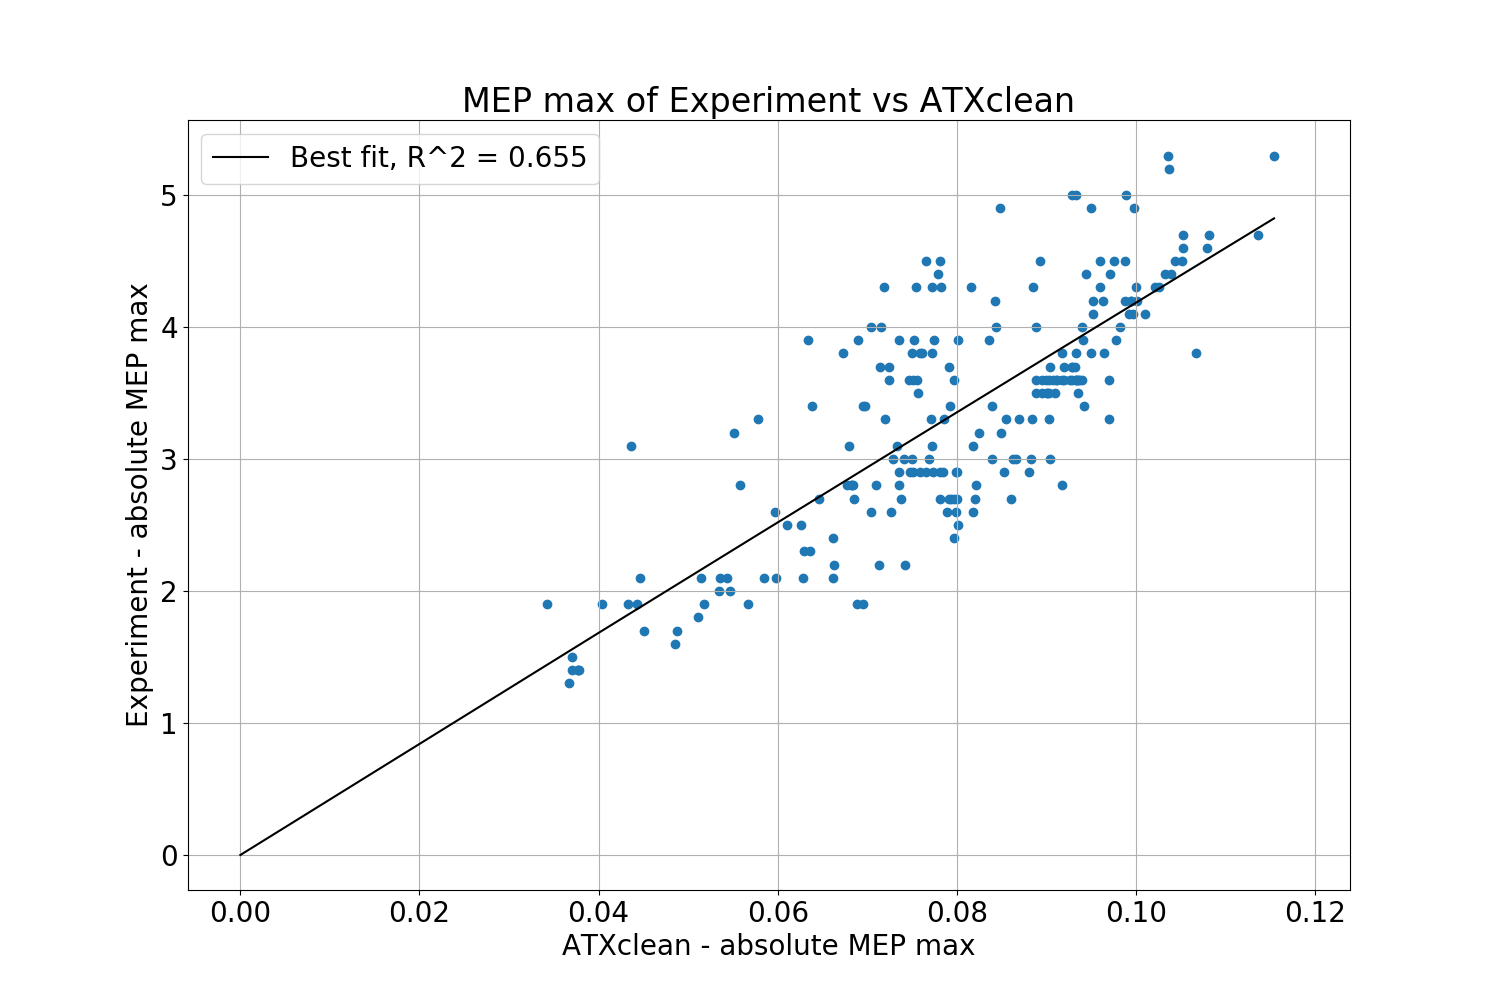 MEP max of Experiment vs ATXclean
Best fit, R^2 = 0.655
Experiment - absolute MEP max
5
4
3
2
1
0
0.00 0.02 0.04 0.06 0.08 0.10 0.12
ATXclean - absolute MEP max